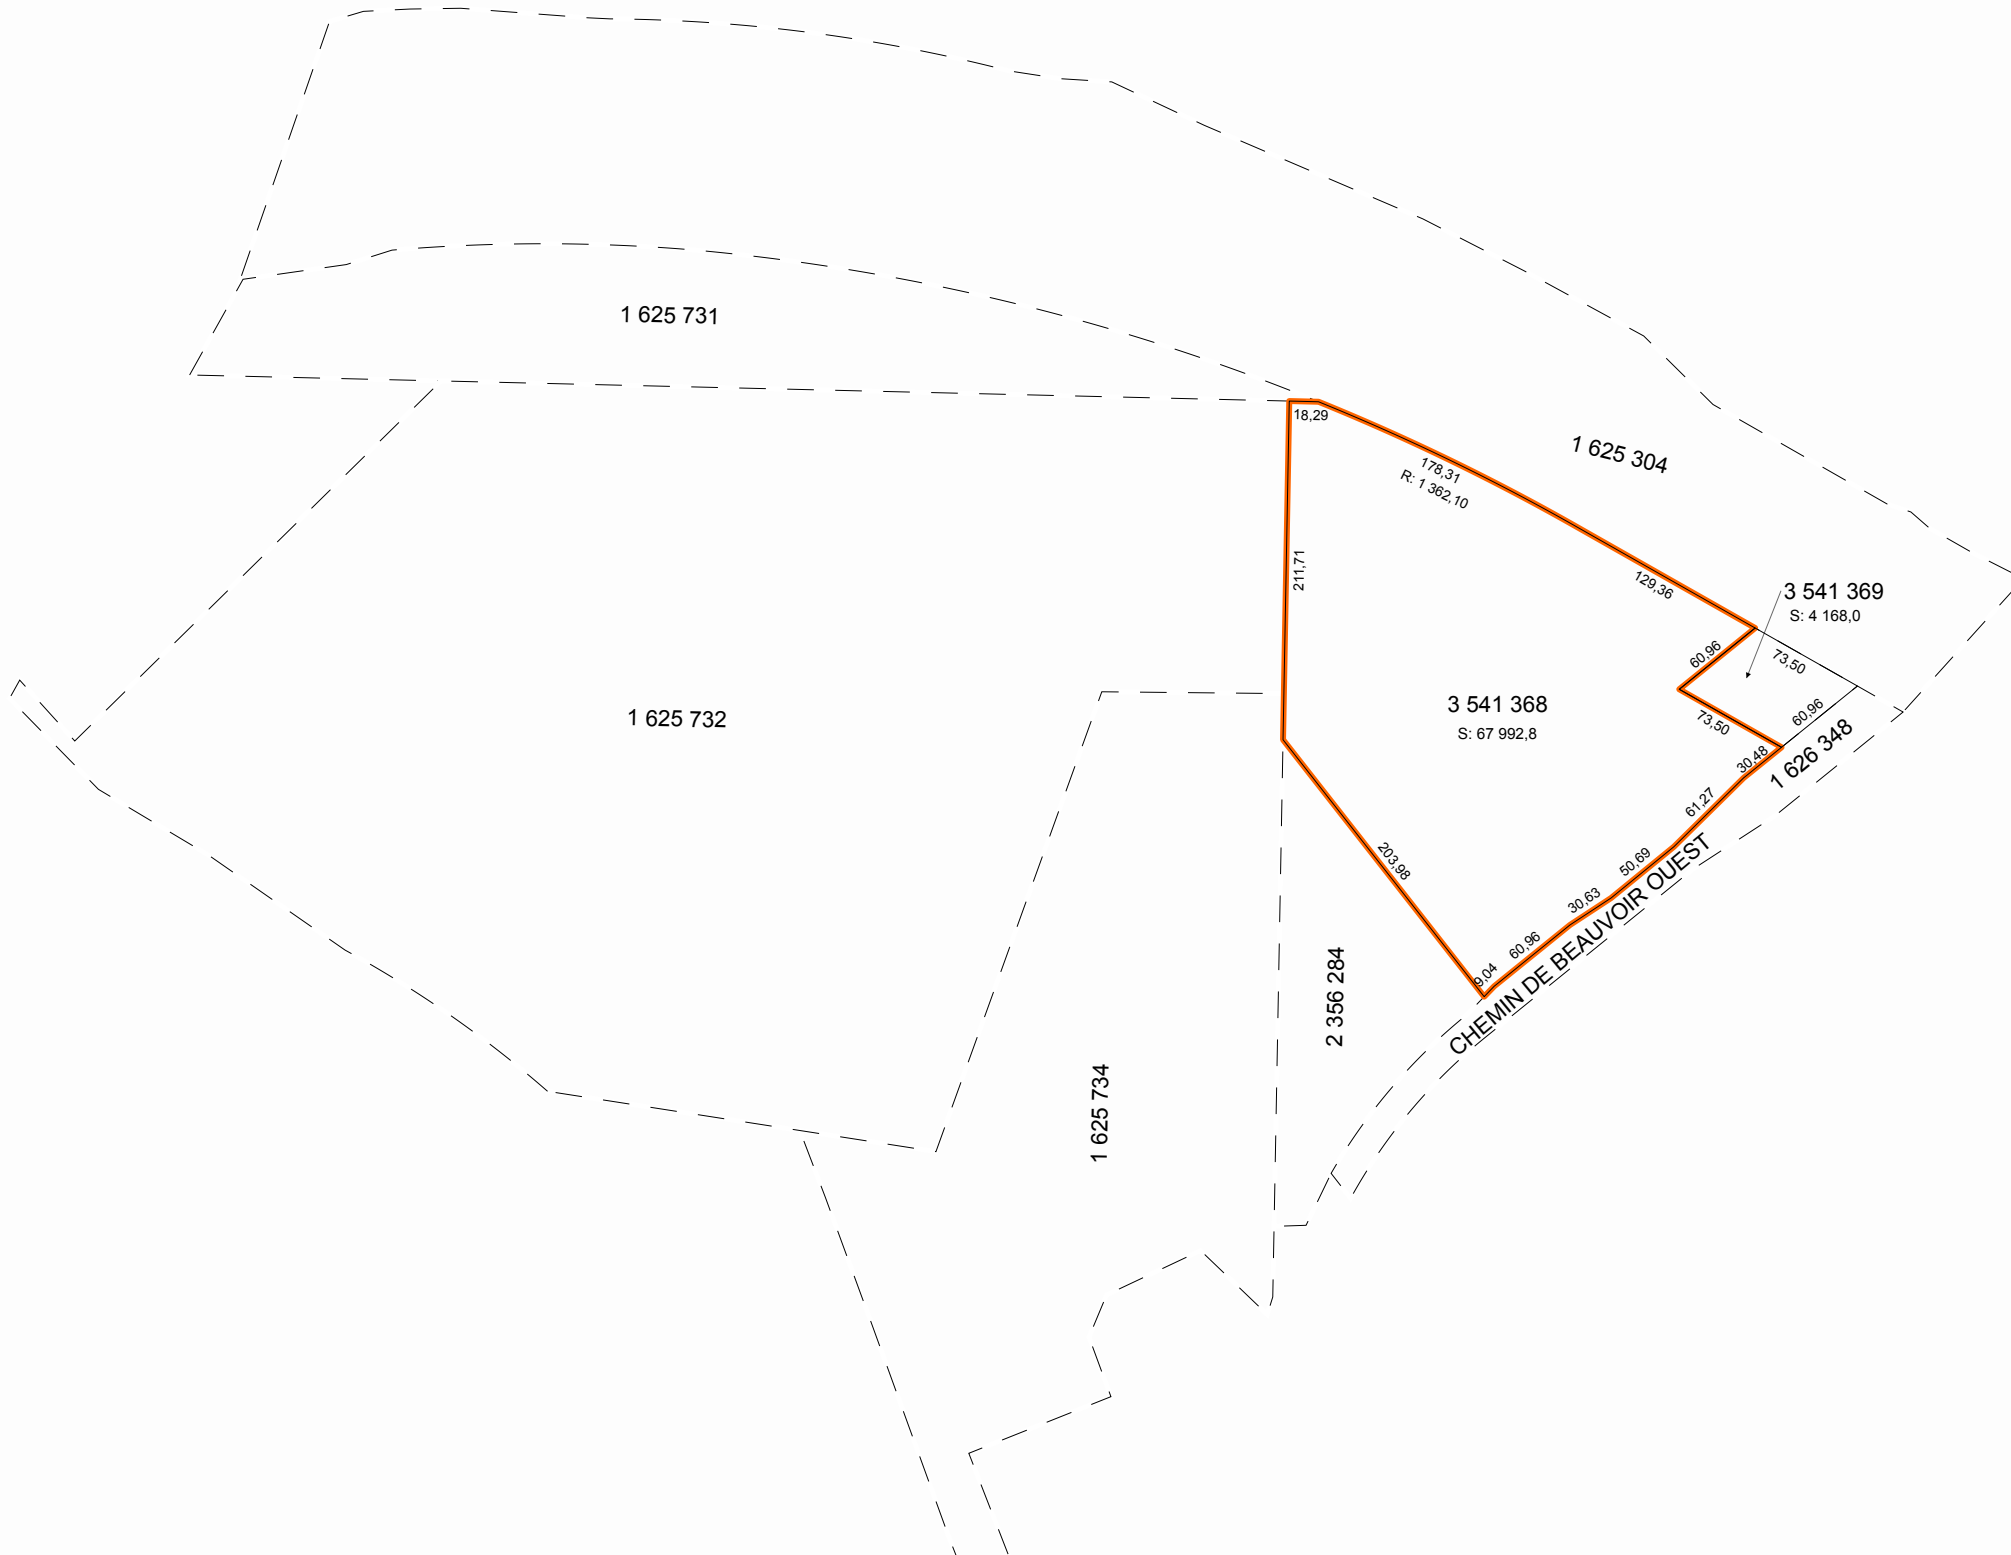 1 625 731
18,29
1 625 304
178,31
R: 1 362,10
211,71
129,36
3 541 369
S: 4 168,0
60,96
73,50
3 541 368
S: 67 992,8
1 625 732
73,50
60,96
1 626 348
30,48
61,27
203,98
50,69
30,63
60,96
9,04
CHEMIN DE BEAUVOIR OUEST
2 356 284
1 625 734